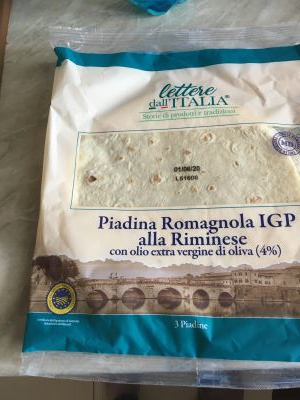 lettere
dall'ITALIA®
Storie di prodotti e tradizioni
01/06/20
LS1600
Piadina Romagnola IGP
alla Riminese
con olio extra vergine di oliva (4%)
3 Piadine